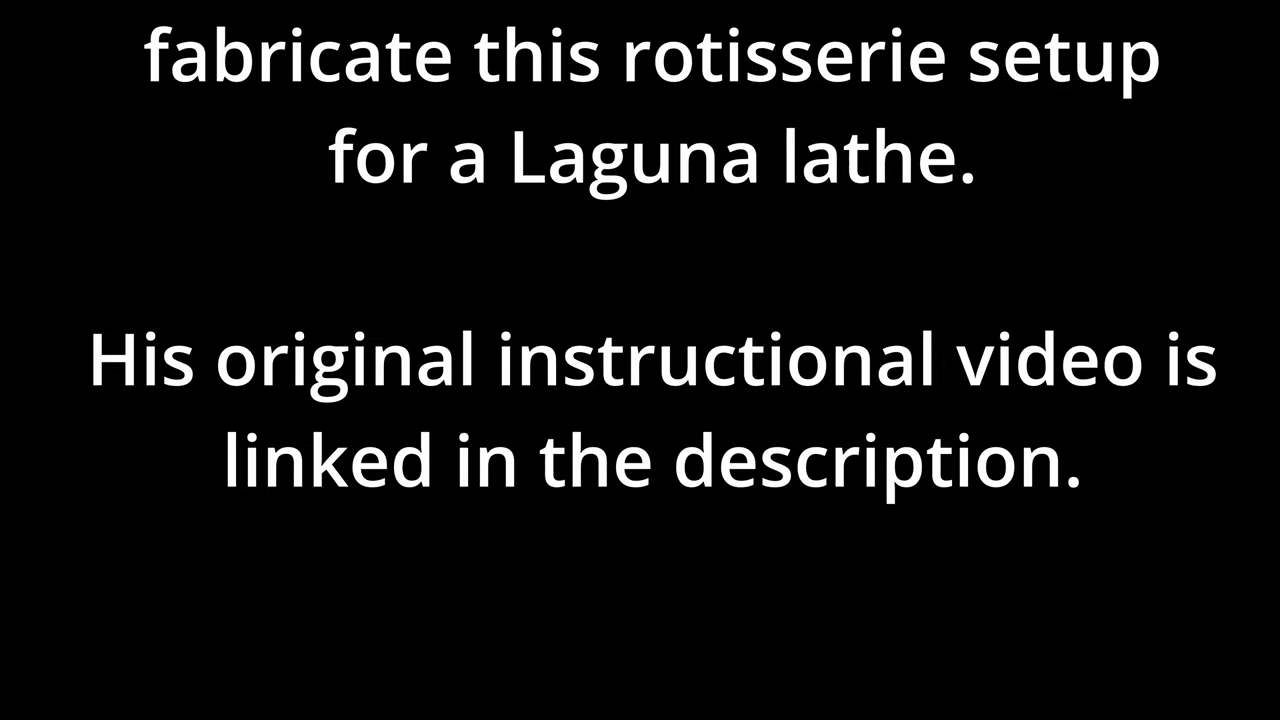 fabricate this rotisserie setup
for a Laguna lathe.
His original instructional video is
linked in the description.